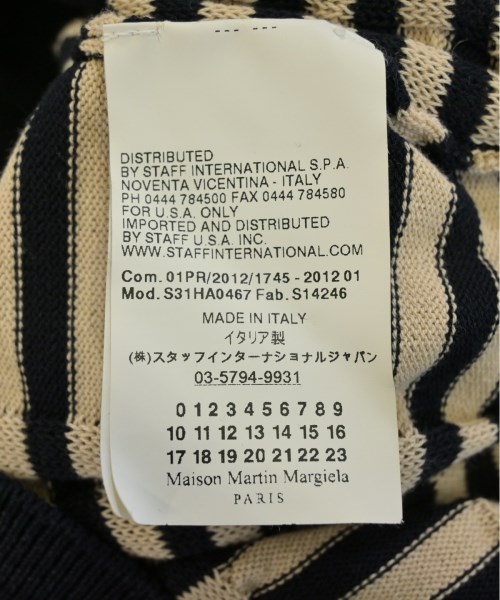 DISTRIBUTED
BY STAFF INTERNATIONAL S.P.A.
NOVENTA VICENTINA - ITALY
PH 0444 784500 FAX 0444 784580
FOR U.S.A. ONLY
IMPORTED AND DISTRIBUTED
BY STAFF U.S.A. INC.
WWW.STAFFINTERNATIONAL.COM
Com. 01PR/2012/1745 - 2012 01
Mod. S31HA0467 Fab. S14246
MADE IN ITALY
イタリア製
(株)スタッフインターナショナルジャパン
03-5794-9931
0 1 2 3 4 5 6 7 8 9
10 11 12 13 14 15 16
17 18 19 20 21 22 23
Maison Martin Margiela
PARIS